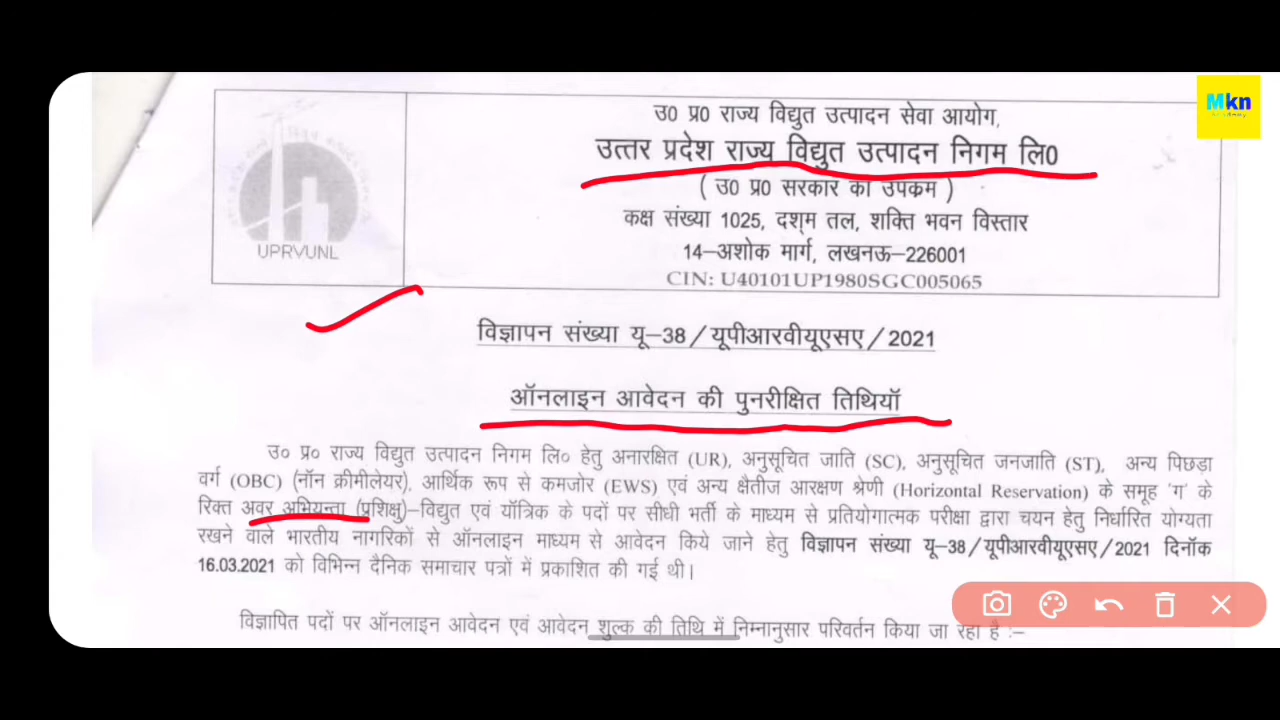 Mkn
उ0 प्र0 राज्य विद्युत उत्पादन सेवा आयोग,
उत्तर प्रदेश राज्य विद्युत उत्पादन निगम लि0
( उ0 प्र0 सरकार का उपक्रम )
UPRVUNL
कक्ष संख्या 1025, दश्म तल, शक्ति भवन विस्तार
14–अशोक मार्ग, लखनऊ–226001
CIN: U40101UP1980SGC005065
विज्ञापन संख्या यू–38/यूपीआरवीयूएसए/2021
ऑनलाइन आवेदन की पुनरीक्षित तिथियॉ
उ० प्र० राज्य विद्युत उत्पादन निगम लि० हेतु अनारक्षित (UR), अनुसूचित जाति (SC), अनुसूचित जनजाति (ST), अन्य पिछड़ा
वर्ग (OBC) (नॉन क्रीमीलेयर), आर्थिक रूप से कमजोर (EWS) एवं अन्य क्षैतीज आरक्षण श्रेणी (Horizontal Reservation) के समूह 'ग' के
रिक्त अवर अभियन्ता (प्रशिक्षु)–विद्युत एवं यॉत्रिक के पदों पर सीधी भर्ती के माध्यम से प्रतियोगात्मक परीक्षा द्वारा चयन हेतु निर्धारित योग्यता
रखने वाले भारतीय नागरिकों से ऑनलाइन माध्यम से आवेदन किये जाने हेतु विज्ञापन संख्या यू–38/यूपीआरवीयूएसए/2021 दिनॉक
16.03.2021 को विभिन्न दैनिक समाचार पत्रों में प्रकाशित की गई थी।
विज्ञापित पदों पर ऑनलाइन आवेदन एवं आवेदन शुल्क की तिथि में निम्नानुसार परिवर्तन किया जा रहा है :–